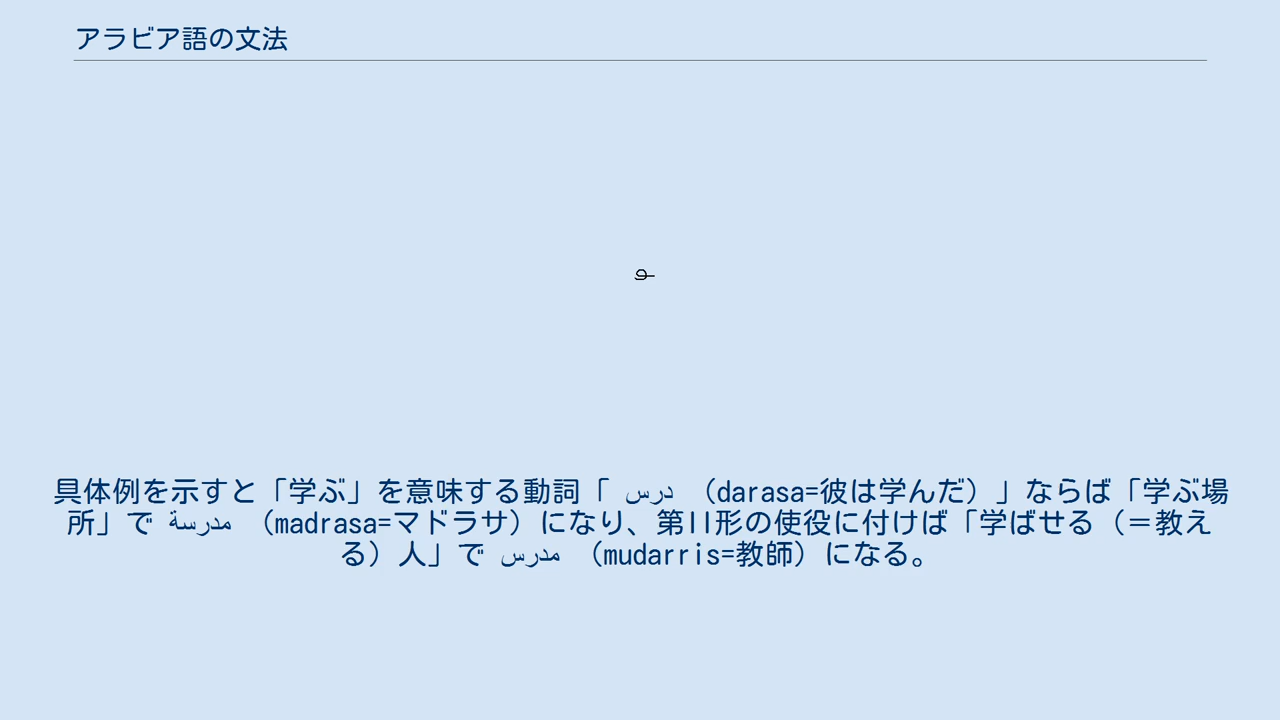 アラビア語の文法
具体例を示すと「学ぶ」を意味する動詞「 درس （darasa=彼は学んだ）」ならば「学ぶ場
所」で مدرسة （madrasa=マドラサ）になり、第II形の使役に付けば「学ばせる（＝教え
る）人」で مدرس （mudarris=教師）になる。